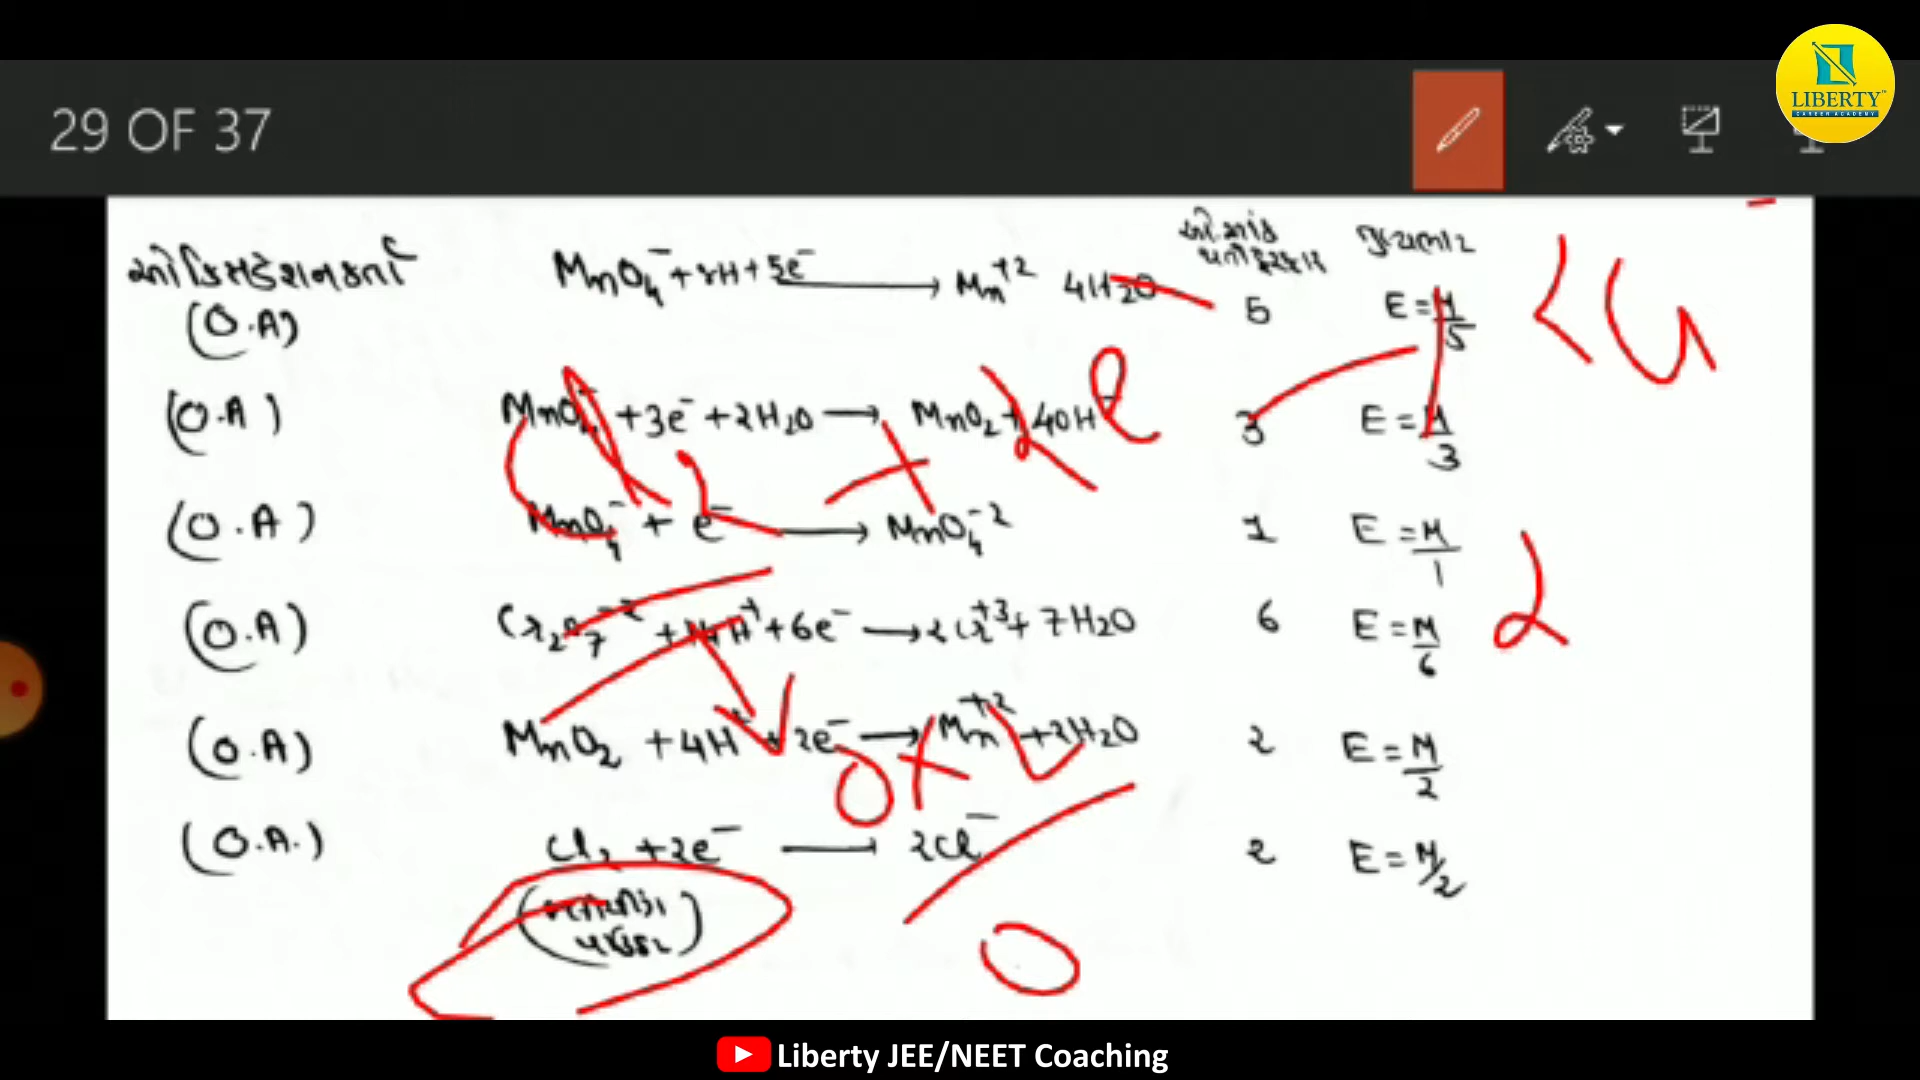 LIBERTY
CAREER ACADEMY
29 OF 37
ઓક્સિડેશનકર્તા MnO₄⁻ + 8H + 5e⁻ ⟶ Mn⁺² 4H₂O 5 E = M/5
(O.A)
(O.A) MnO₄⁻ + 3e⁻ + 2H₂O ⟶ MnO₂ + 4OH⁻ 3 E = M/3
(O.A) MnO₄⁻ + e⁻ ⟶ MnO₄⁻² 1 E = M/1
(O.A) Cr₂O₇⁻² + 14H⁺ + 6e⁻ ⟶ 2Cr⁺³ + 7H₂O 6 E = M/6
(O.A) MnO₂ + 4H⁺ + 2e⁻ ⟶ Mn⁺² + 2H₂O 2 E = M/2
(O.A.) Cl₂ + 2e⁻ ⟶ 2Cl⁻ 2 E = M/2
Liberty JEE/NEET Coaching